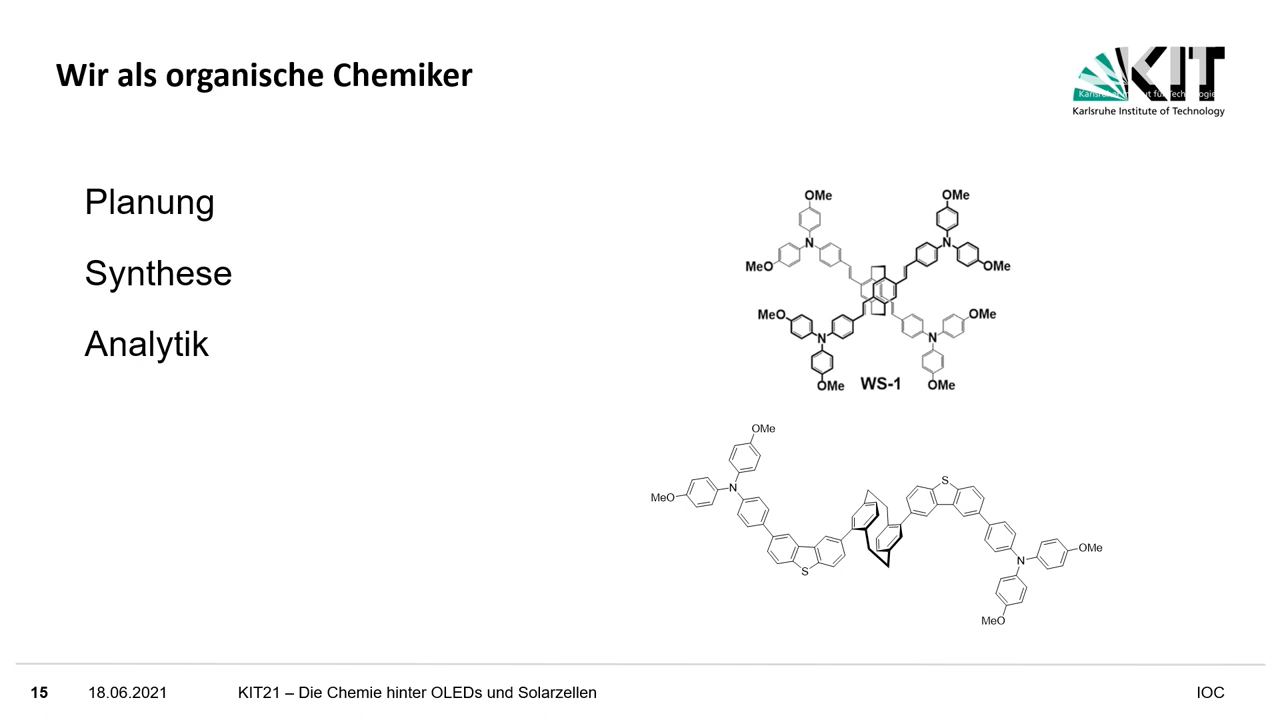 Wir als organische Chemiker
KIT
Karlsruhe Institute of Technology
Planung
Synthese
Analytik
OMe
OMe
N
N
MeO
OMe
MeO
OMe
N
N
OMe
WS-1
OMe
OMe
MeO
N
S
S
OMe
N
MeO
15
18.06.2021
KIT21 – Die Chemie hinter OLEDs und Solarzellen
IOC